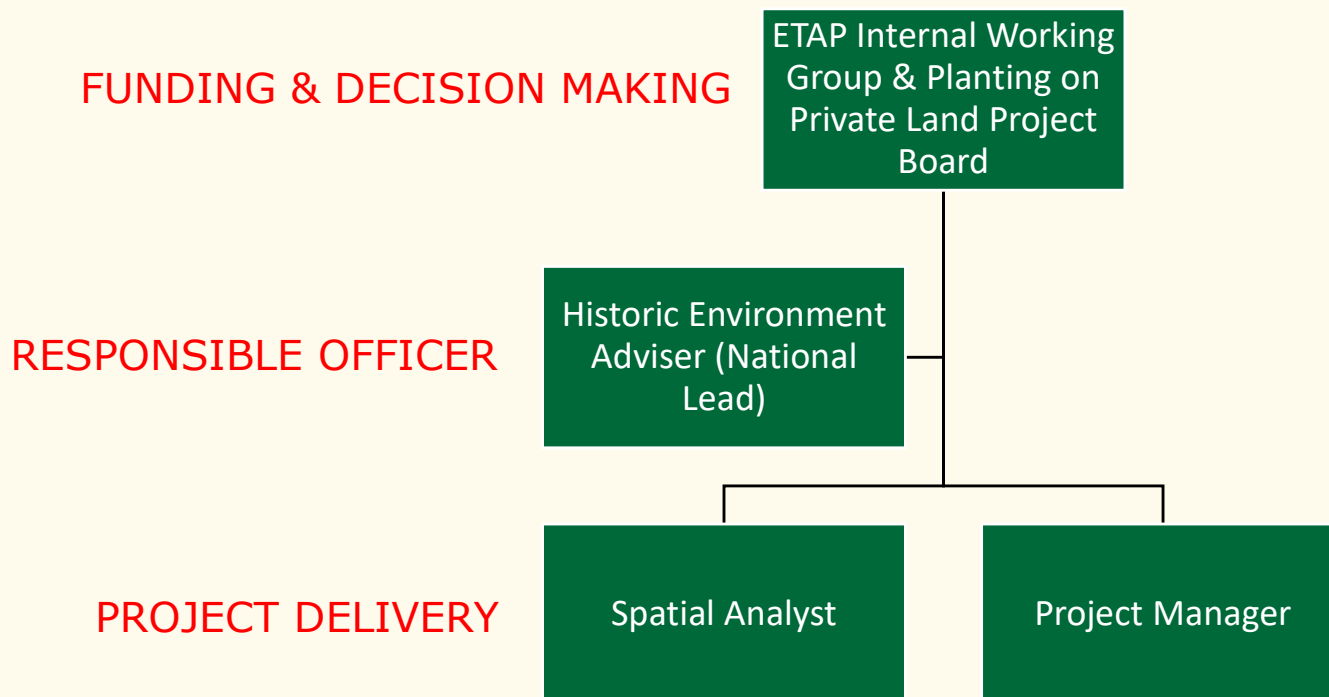 FUNDING & DECISION MAKING
ETAP Internal Working
Group & Planting on
Private Land Project
Board
RESPONSIBLE OFFICER
Historic Environment
Adviser (National
Lead)
PROJECT DELIVERY
Spatial Analyst
Project Manager